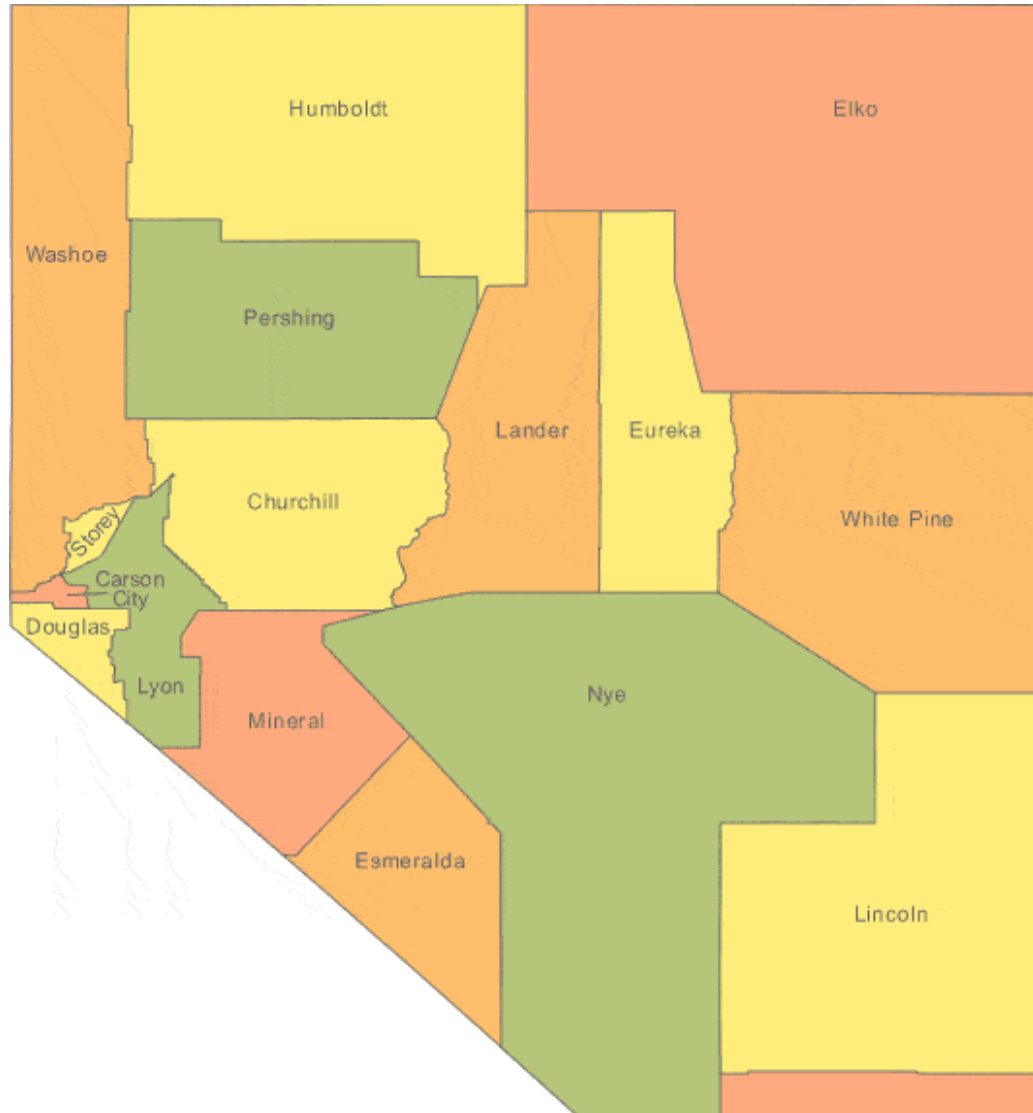 Humboldt
Elko
Washoe
Pershing
Lander
Eureka
Churchill
White Pine
Storey
Carson
City
Douglas
Lyon
Nye
Mineral
Esmeralda
Lincoln